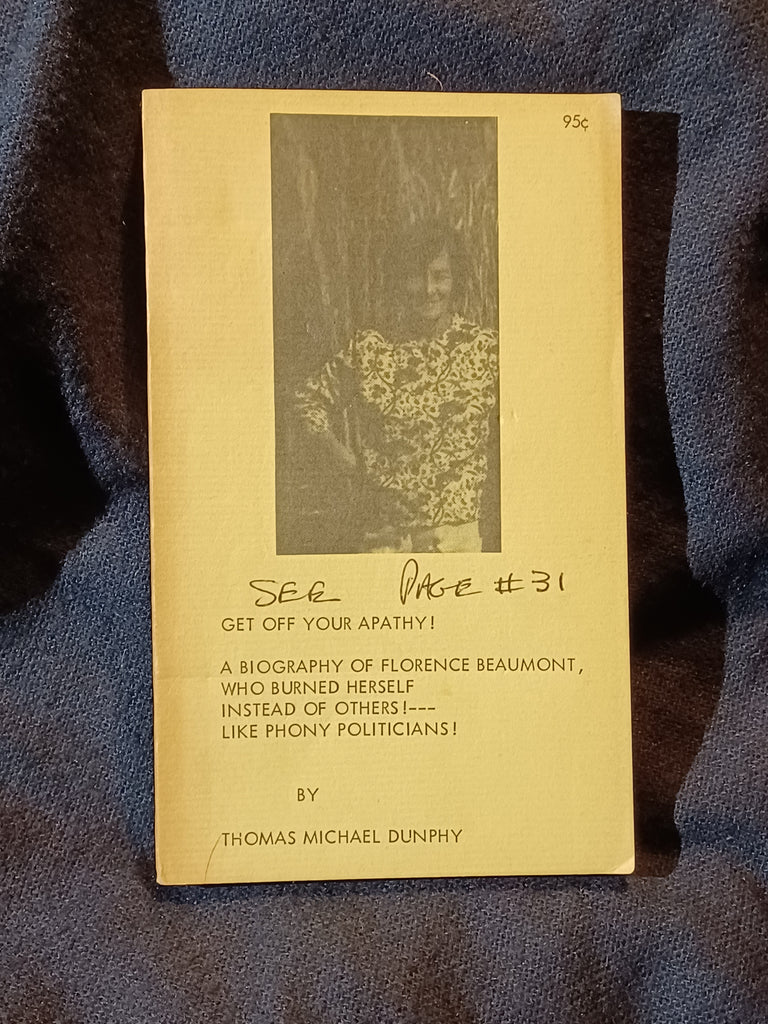 95¢
SEE PAGE #31
GET OFF YOUR APATHY!
A BIOGRAPHY OF FLORENCE BEAUMONT,
WHO BURNED HERSELF
INSTEAD OF OTHERS!---
LIKE PHONY POLITICIANS!
BY
THOMAS MICHAEL DUNPHY